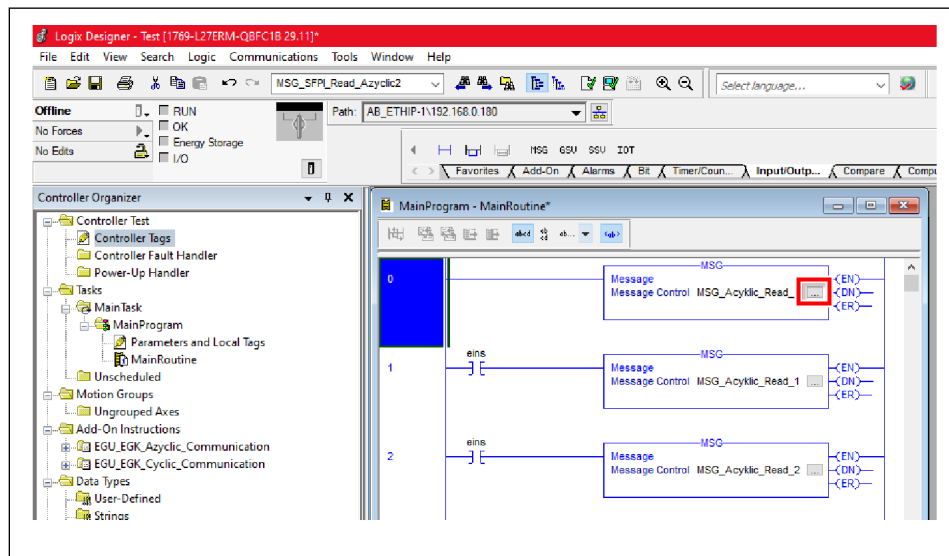 Logix Designer - Test [1769-L27ERM-QBFC1B 29.11]*
File Edit View Search Logic Communications Tools Window Help
MSG_SFPI_Read_Azyclic2
Select language...
Offline
RUN
Path: AB_ETHIP-1\192.168.0.180
No Forces
OK
Energy Storage
No Edits
I/O
MSG GSV SSV IOT
Favorites Add-On Alarms Bit Timer/Coun... Input/Outp... Compare Compu
Controller Organizer
MainProgram - MainRoutine*
Controller Test
Controller Tags
Controller Fault Handler
Power-Up Handler
Tasks
MainTask
MainProgram
Parameters and Local Tags
MainRoutine
Unscheduled
Motion Groups
Ungrouped Axes
Add-On Instructions
EGU_EGK_Azyclic_Communication
EGU_EGK_Cyclic_Communication
Data Types
User-Defined
Strings
abcd ab...
0
MSG
Message
Message Control MSG_Acyklic_Read_ ...
(EN)
(DN)
(ER)
1
eins
MSG
Message
Message Control MSG_Acyklic_Read_1 ...
(EN)
(DN)
(ER)
2
eins
MSG
Message
Message Control MSG_Acyklic_Read_2 ...
(EN)
(DN)
(ER)